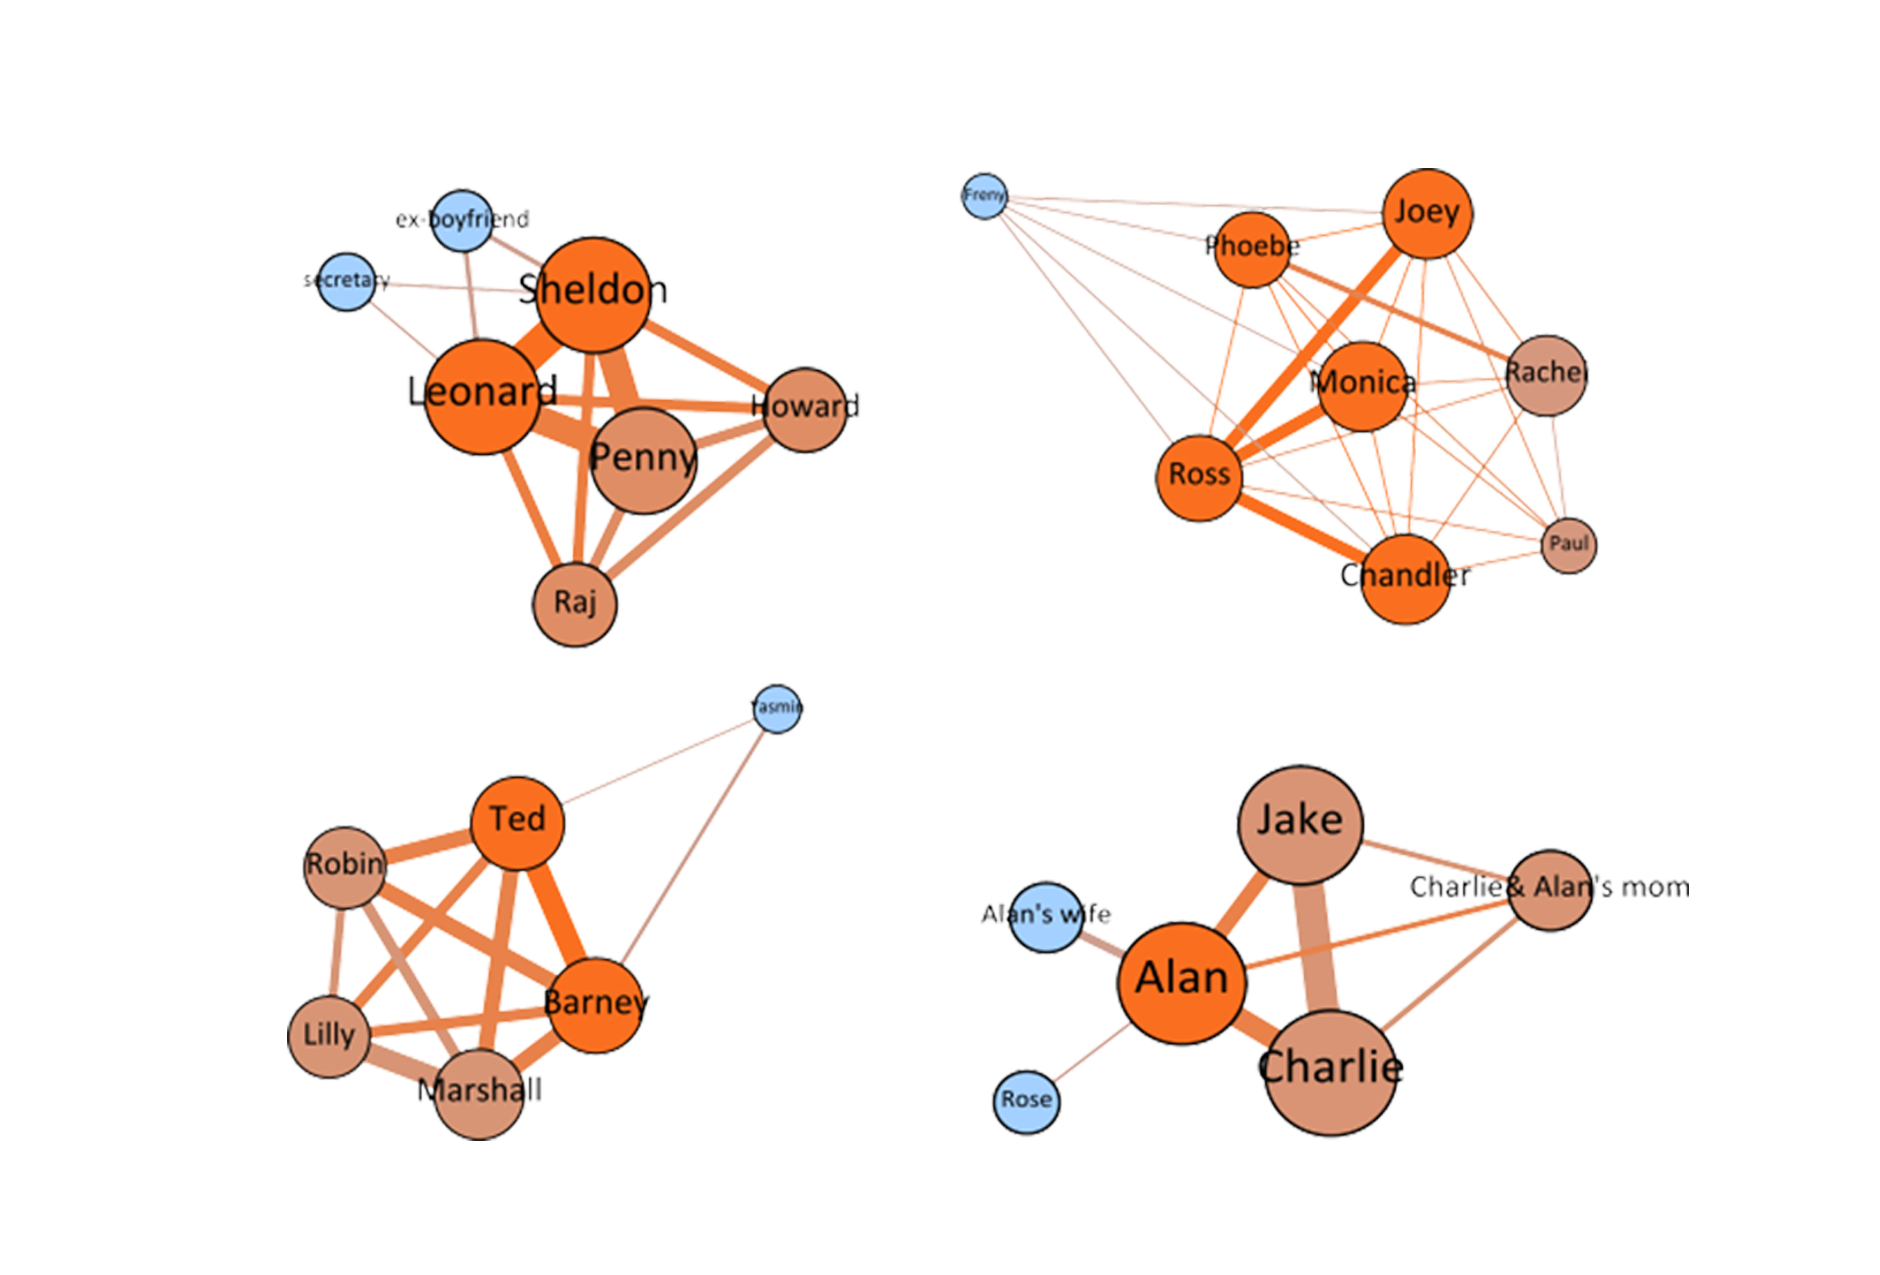 ex-boyfriend
secretary
Sheldon
Leonard
Howard
Penny
Raj
Freny
Joey
Phoebe
Monica
Rachel
Ross
Paul
Chandler
Yasmin
Ted
Robin
Barney
Lilly
Marshall
Jake
Charlie& Alan's mom
Alan's wife
Alan
Charlie
Rose